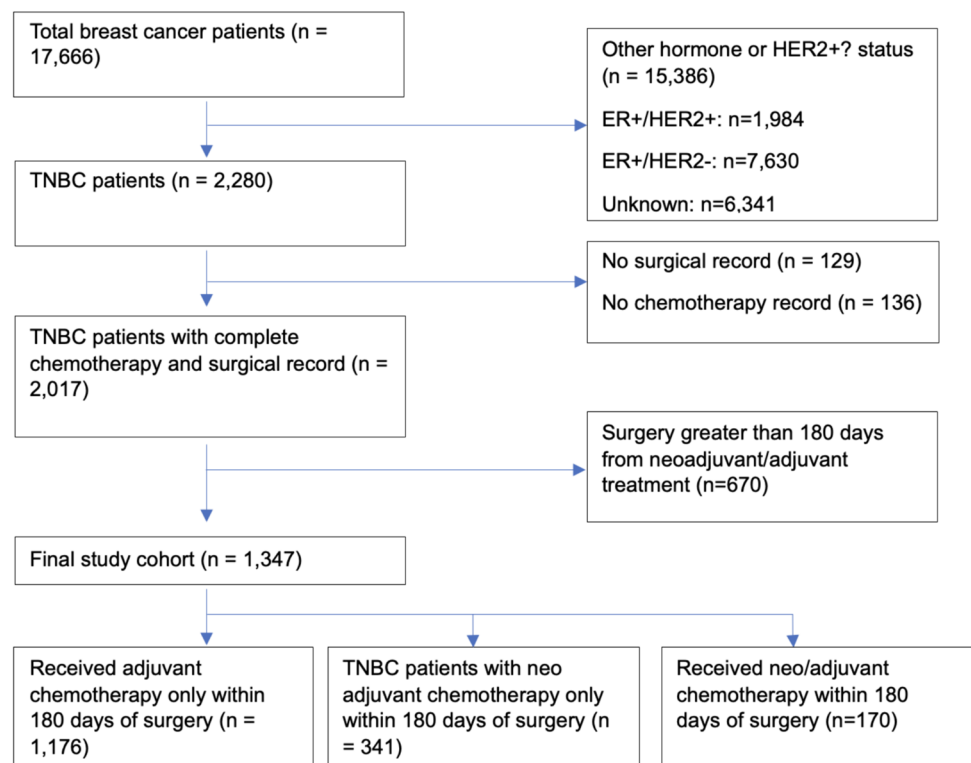 Total breast cancer patients (n =
17,666)
Other hormone or HER2+? status
(n = 15,386)
ER+/HER2+: n=1,984
ER+/HER2-: n=7,630
Unknown: n=6,341
TNBC patients (n = 2,280)
No surgical record (n = 129)
No chemotherapy record (n = 136)
TNBC patients with complete
chemotherapy and surgical record (n =
2,017)
Surgery greater than 180 days
from neoadjuvant/adjuvant
treatment (n=670)
Final study cohort (n = 1,347)
Received adjuvant
chemotherapy only within
180 days of surgery (n =
1,176)
TNBC patients with neo
adjuvant chemotherapy only
within 180 days of surgery (n
= 341)
Received neo/adjuvant
chemotherapy within 180
days of surgery (n=170)